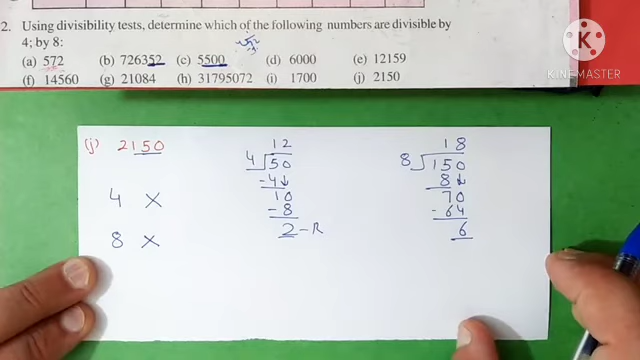 2. Using divisibility tests, determine which of the following numbers are divisible by
4; by 8:
(a) 572 (b) 726352 (c) 5500 (d) 6000 (e) 12159
(f) 14560 (g) 21084 (h) 31795072 (i) 1700 (j) 2150
KINEMASTER
(j) 2150
4 X
8 X
12
4 50
-4↓
10
-8
2 - R
18
8 150
8↓
70
-64
6